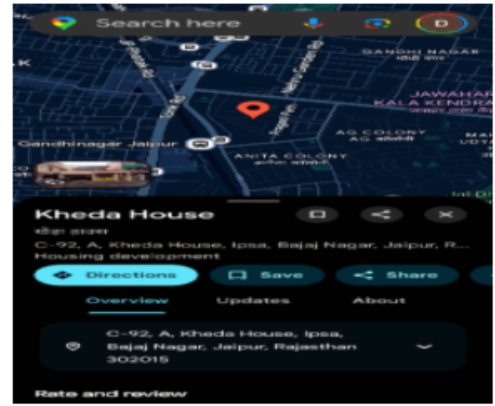 Search here
D
GANDHI NAGAR
गांधी नगर
JAWAHAR
KALA KENDRA
AG COLONY
AG कॉलोनी
Gandhinagar Jaipur
ANITA COLONY
Kheda House
C-92, A, Kheda House, Ipsa, Bajaj Nagar, Jaipur, R...
Housing development
Directions
Save
Share
Overview
Updates
About
C-92, A, Kheda House, Ipsa,
Bajaj Nagar, Jaipur, Rajasthan
302015
Rate and review